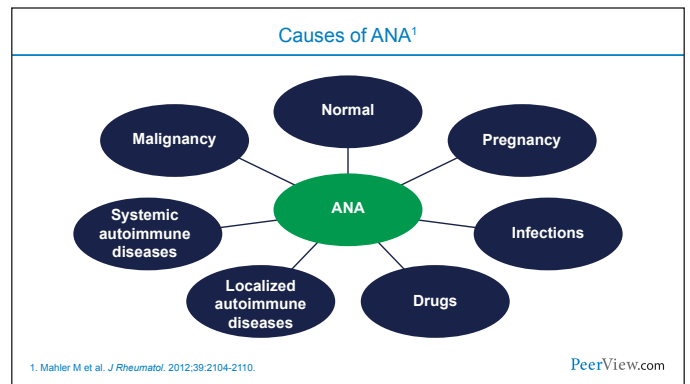 Causes of ANA1
Normal
Malignancy
Pregnancy
ANA
Systemic
autoimmune
diseases
Infections
Localized
autoimmune
diseases
Drugs
1. Mahler M et al. J Rheumatol. 2012;39:2104-2110.
PeerView.com